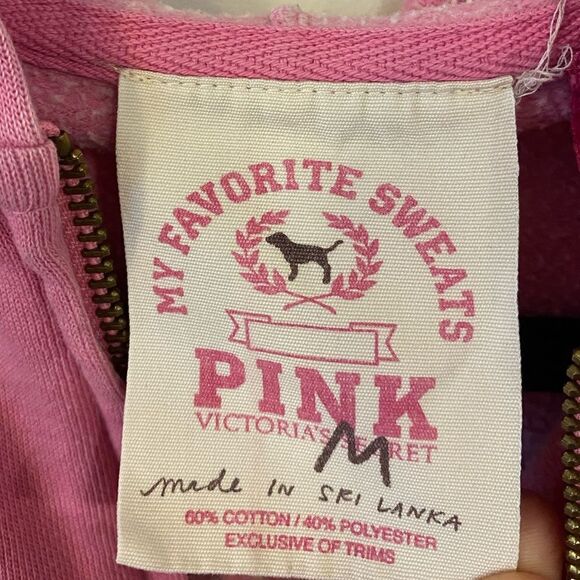 MY FAVORITE SWEATS
PINK
VICTORIA'S SECRET
M
made IN SRI LANKA
60% COTTON / 40% POLYESTER
EXCLUSIVE OF TRIMS